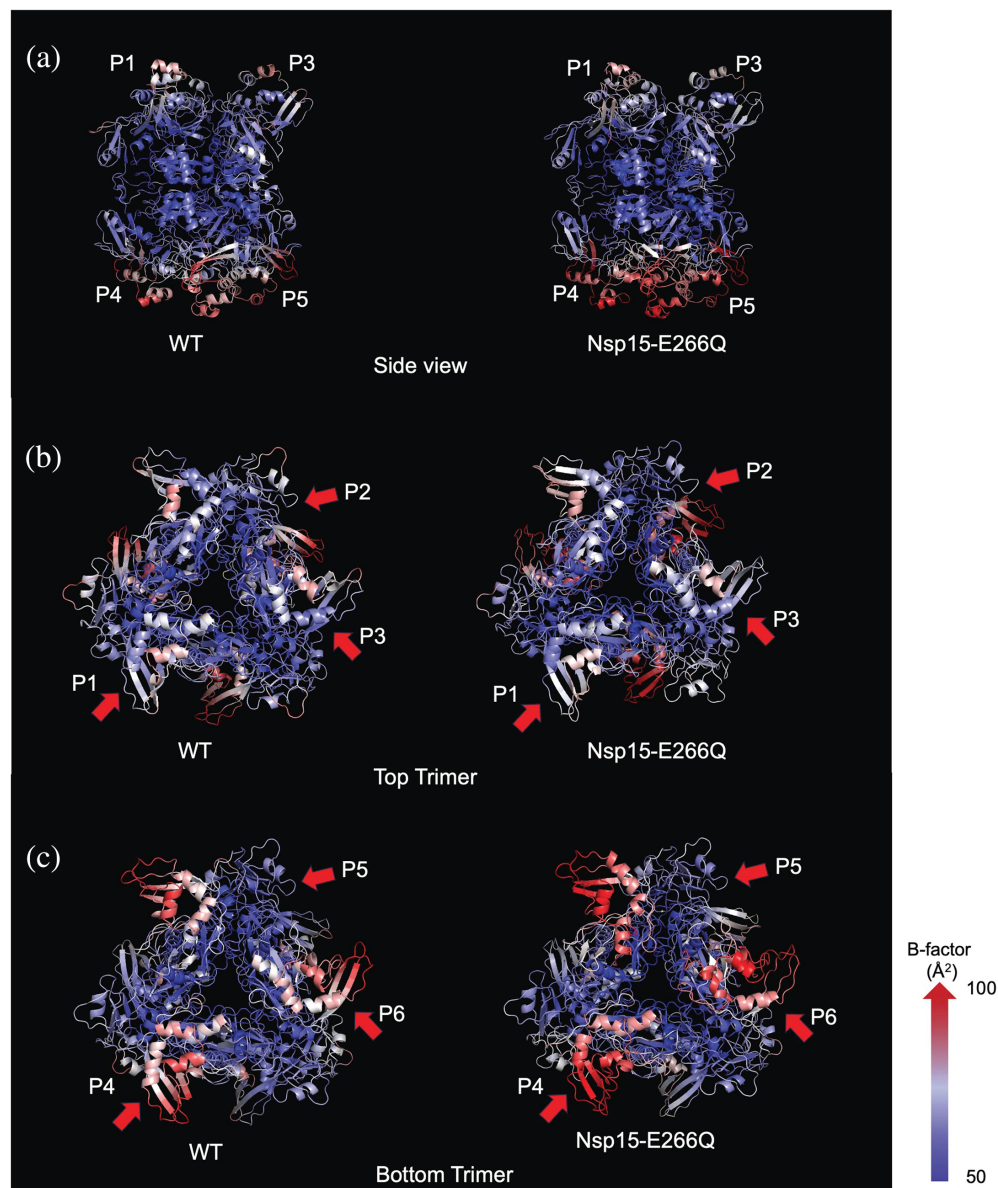 (a)
P1
P3
P1
P3
P4
P5
P4
P5
WT
Nsp15-E266Q
Side view
(b)
P2
P2
P3
P3
P1
P1
WT
Nsp15-E266Q
Top Trimer
(c)
P5
P5
P6
P6
P4
P4
WT
Nsp15-E266Q
Bottom Trimer
B-factor
(Å²)
100
50